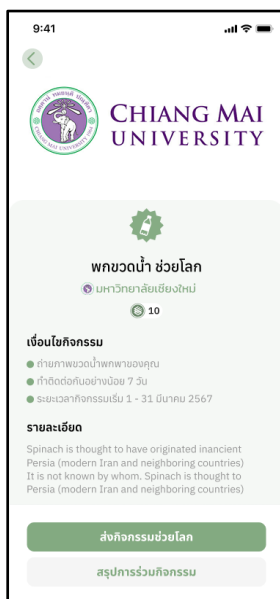 9:41
CHIANG MAI
UNIVERSITY
พกขวดน้ำ ช่วยโลก
มหาวิทยาลัยเชียงใหม่
10
เงื่อนไขกิจกรรม
ถ่ายภาพขวดน้ำพกพาของคุณ
ทำติดต่อกันอย่างน้อย 7 วัน
ระยะเวลากิจกรรมเริ่ม 1 - 31 มีนาคม 2567
รายละเอียด
Spinach is thought to have originated inancient
Persia (modern Iran and neighboring countries)
It is not known by whom. Spinach is thought to
Persia (modern Iran and neighboring countries)
ส่งกิจกรรมช่วยโลก
สรุปการร่วมกิจกรรม